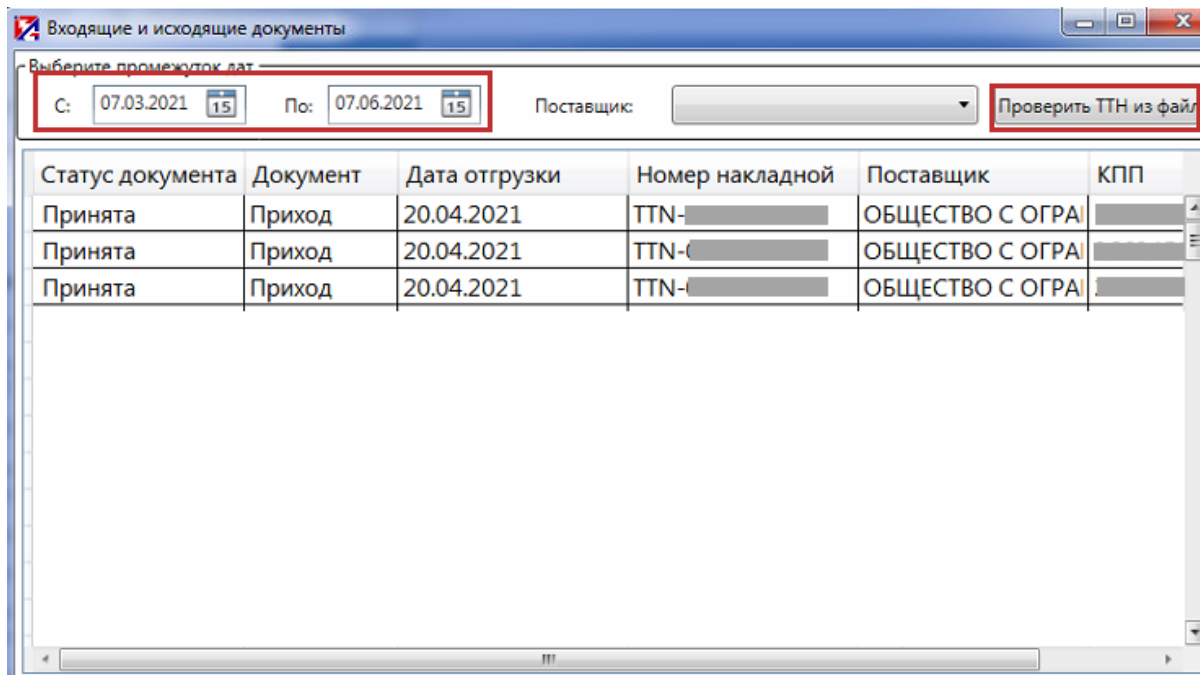 Входящие и исходящие документы
Выберите промежуток дат
С: 07.03.2021 15 По: 07.06.2021 15 Поставщик: Проверить ТТН из файл
Статус документа Документ Дата отгрузки Номер накладной Поставщик КПП
Принята Приход 20.04.2021 TTN- ОБЩЕСТВО С ОГРА
Принята Приход 20.04.2021 TTN- ОБЩЕСТВО С ОГРА
Принята Приход 20.04.2021 TTN- ОБЩЕСТВО С ОГРА